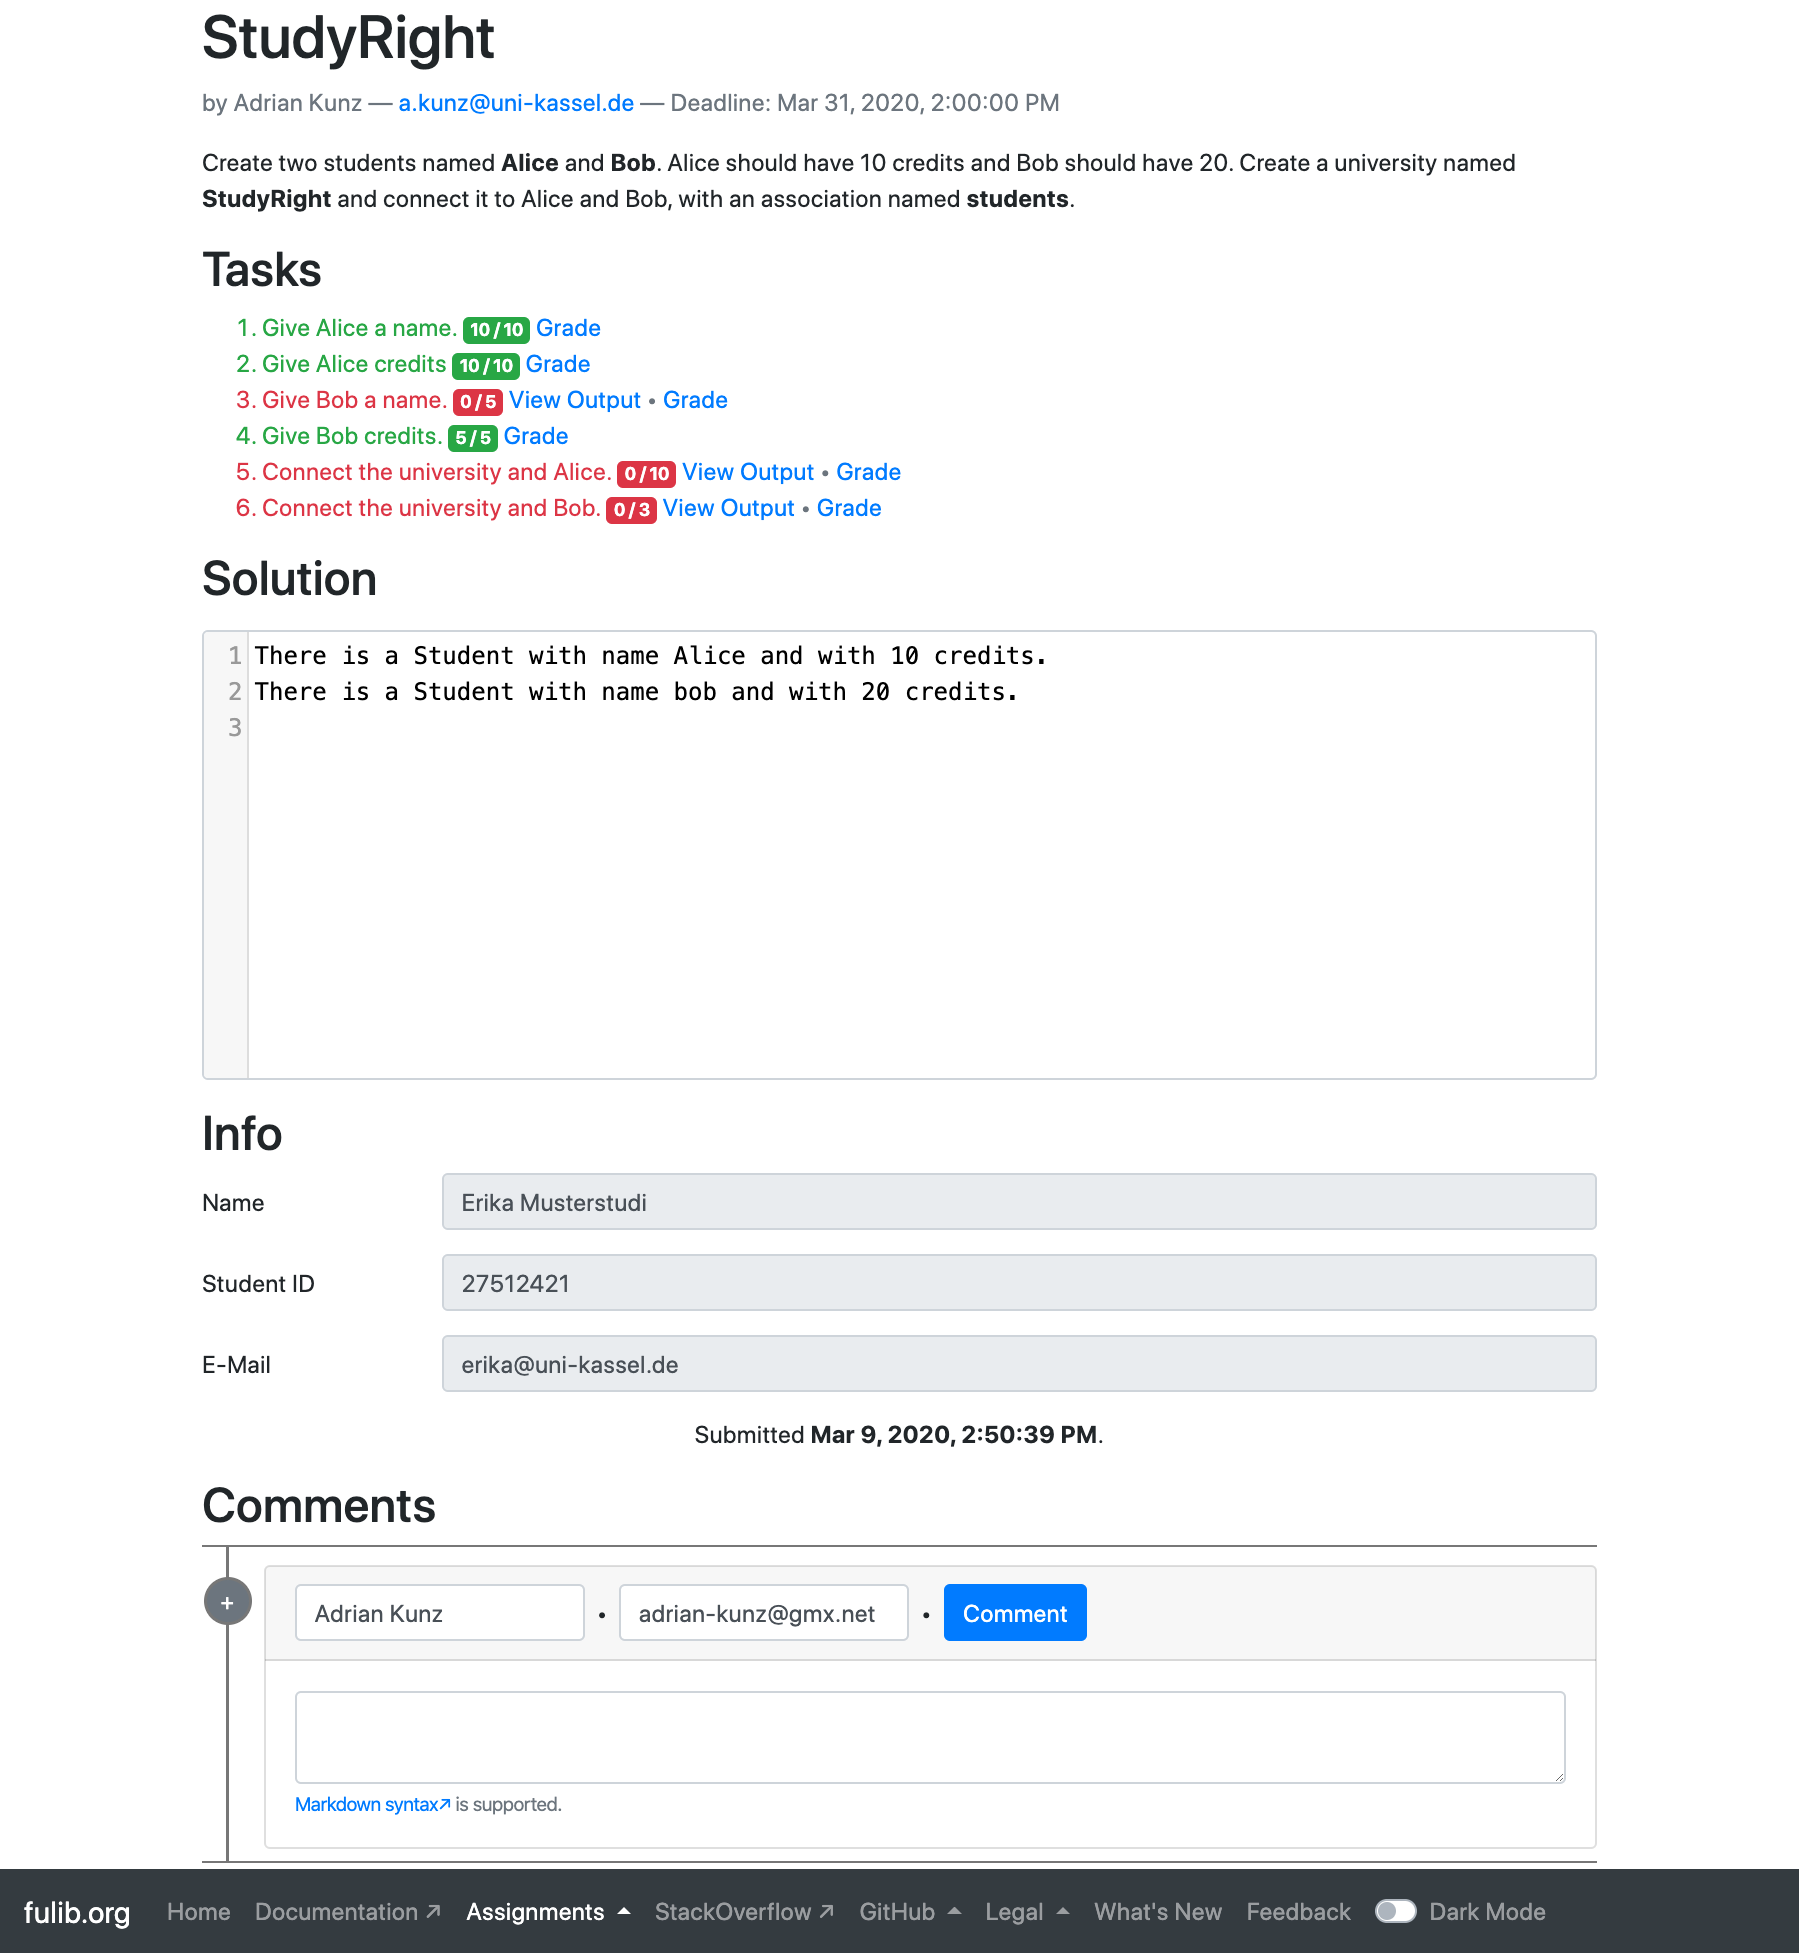 StudyRight
by Adrian Kunz — a.kunz@uni-kassel.de — Deadline: Mar 31, 2020, 2:00:00 PM
Create two students named Alice and Bob. Alice should have 10 credits and Bob should have 20. Create a university named
StudyRight and connect it to Alice and Bob, with an association named students.
Tasks
1. Give Alice a name. 10 / 10 Grade
2. Give Alice credits 10 / 10 Grade
3. Give Bob a name. 0 / 5 View Output • Grade
4. Give Bob credits. 5 / 5 Grade
5. Connect the university and Alice. 0 / 10 View Output • Grade
6. Connect the university and Bob. 0 / 3 View Output • Grade
Solution
1 There is a Student with name Alice and with 10 credits.
2 There is a Student with name bob and with 20 credits.
3
Info
Name Erika Musterstudi
Student ID 27512421
E-Mail erika@uni-kassel.de
Submitted Mar 9, 2020, 2:50:39 PM.
Comments
+ Adrian Kunz • adrian-kunz@gmx.net • Comment
Markdown syntax↗ is supported.
fulib.org Home Documentation ↗ Assignments StackOverflow ↗ GitHub Legal What's New Feedback Dark Mode